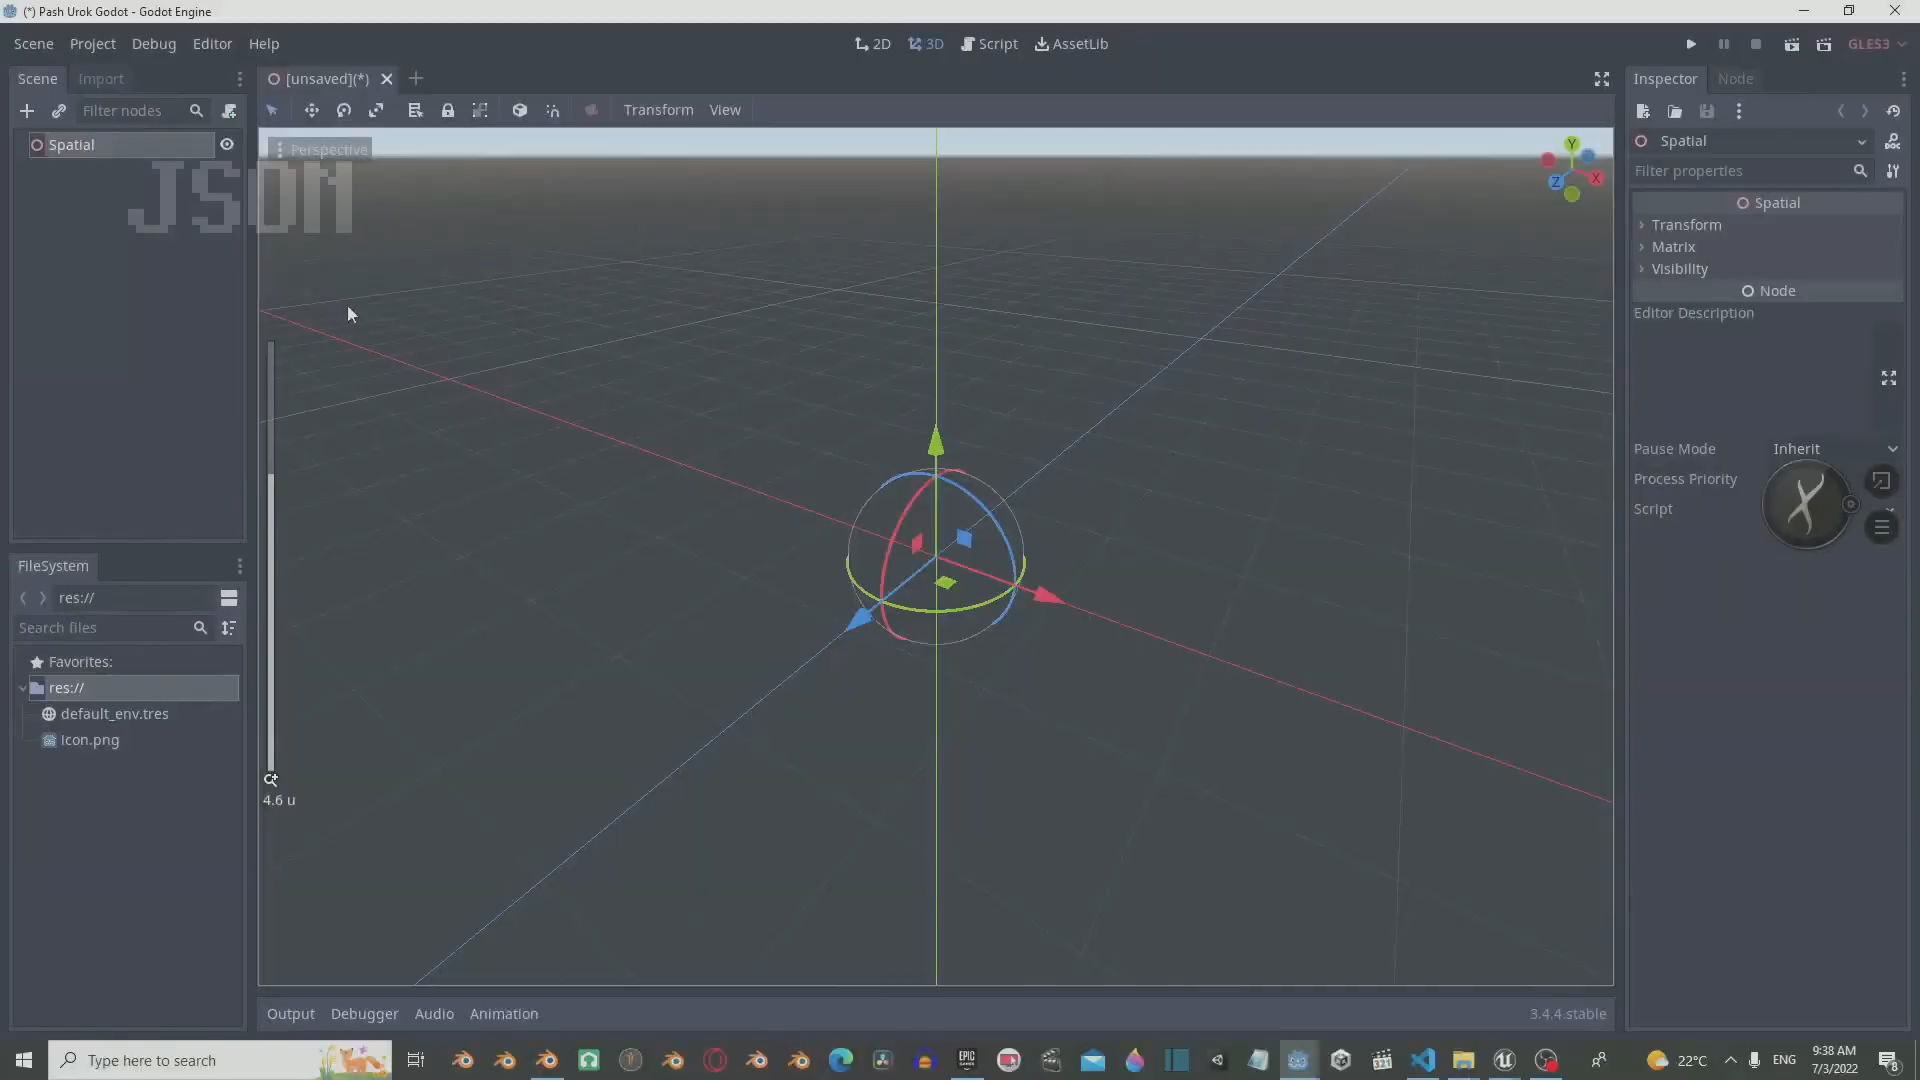 (*) Pash Urok Godot - Godot Engine
Scene Project Debug Editor Help
2D 3D Script AssetLib
GLES3
Scene Import
[unsaved](*)
Inspector Node
Filter nodes
Transform View
Spatial
Perspective
JSON
Y
X
Z
Spatial
Filter properties
Spatial
Transform
Matrix
Visibility
Node
Editor Description
Pause Mode Inherit
Process Priority
Script
FileSystem
res://
Search files
Favorites:
res://
default_env.tres
icon.png
4.6 u
Output Debugger Audio Animation
3.4.4.stable
Type here to search
EPIC
GAMES
22°C
ENG
9:38 AM
7/3/2022
8